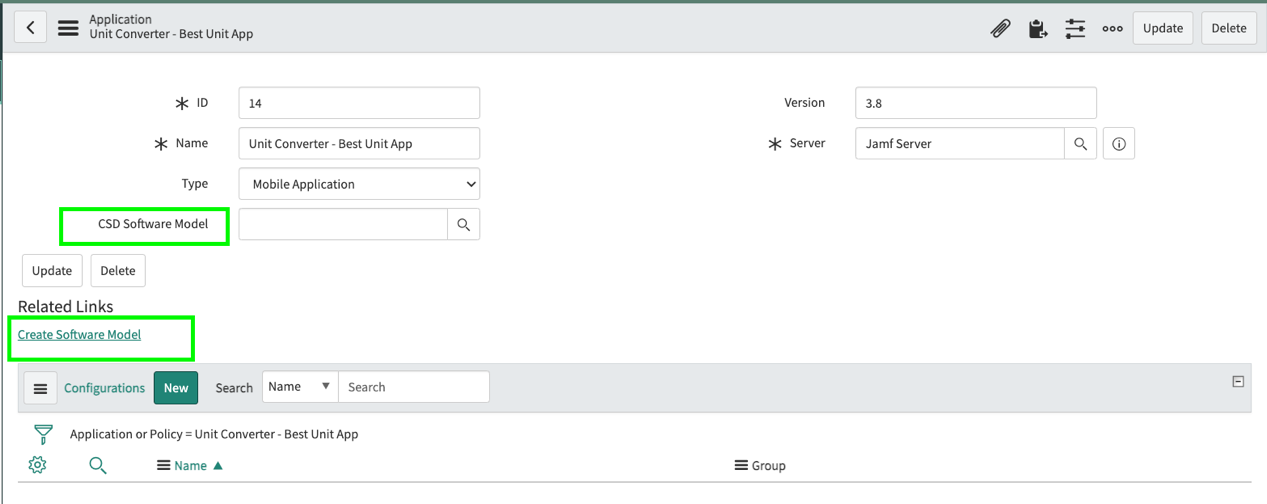 Application
Unit Converter - Best Unit App
Update
Delete
ID
14
Version
3.8
Name
Unit Converter - Best Unit App
Server
Jamf Server
Type
Mobile Application
CSD Software Model
Update
Delete
Related Links
Create Software Model
Configurations
New
Search
Name
Search
Application or Policy = Unit Converter - Best Unit App
Name
Group